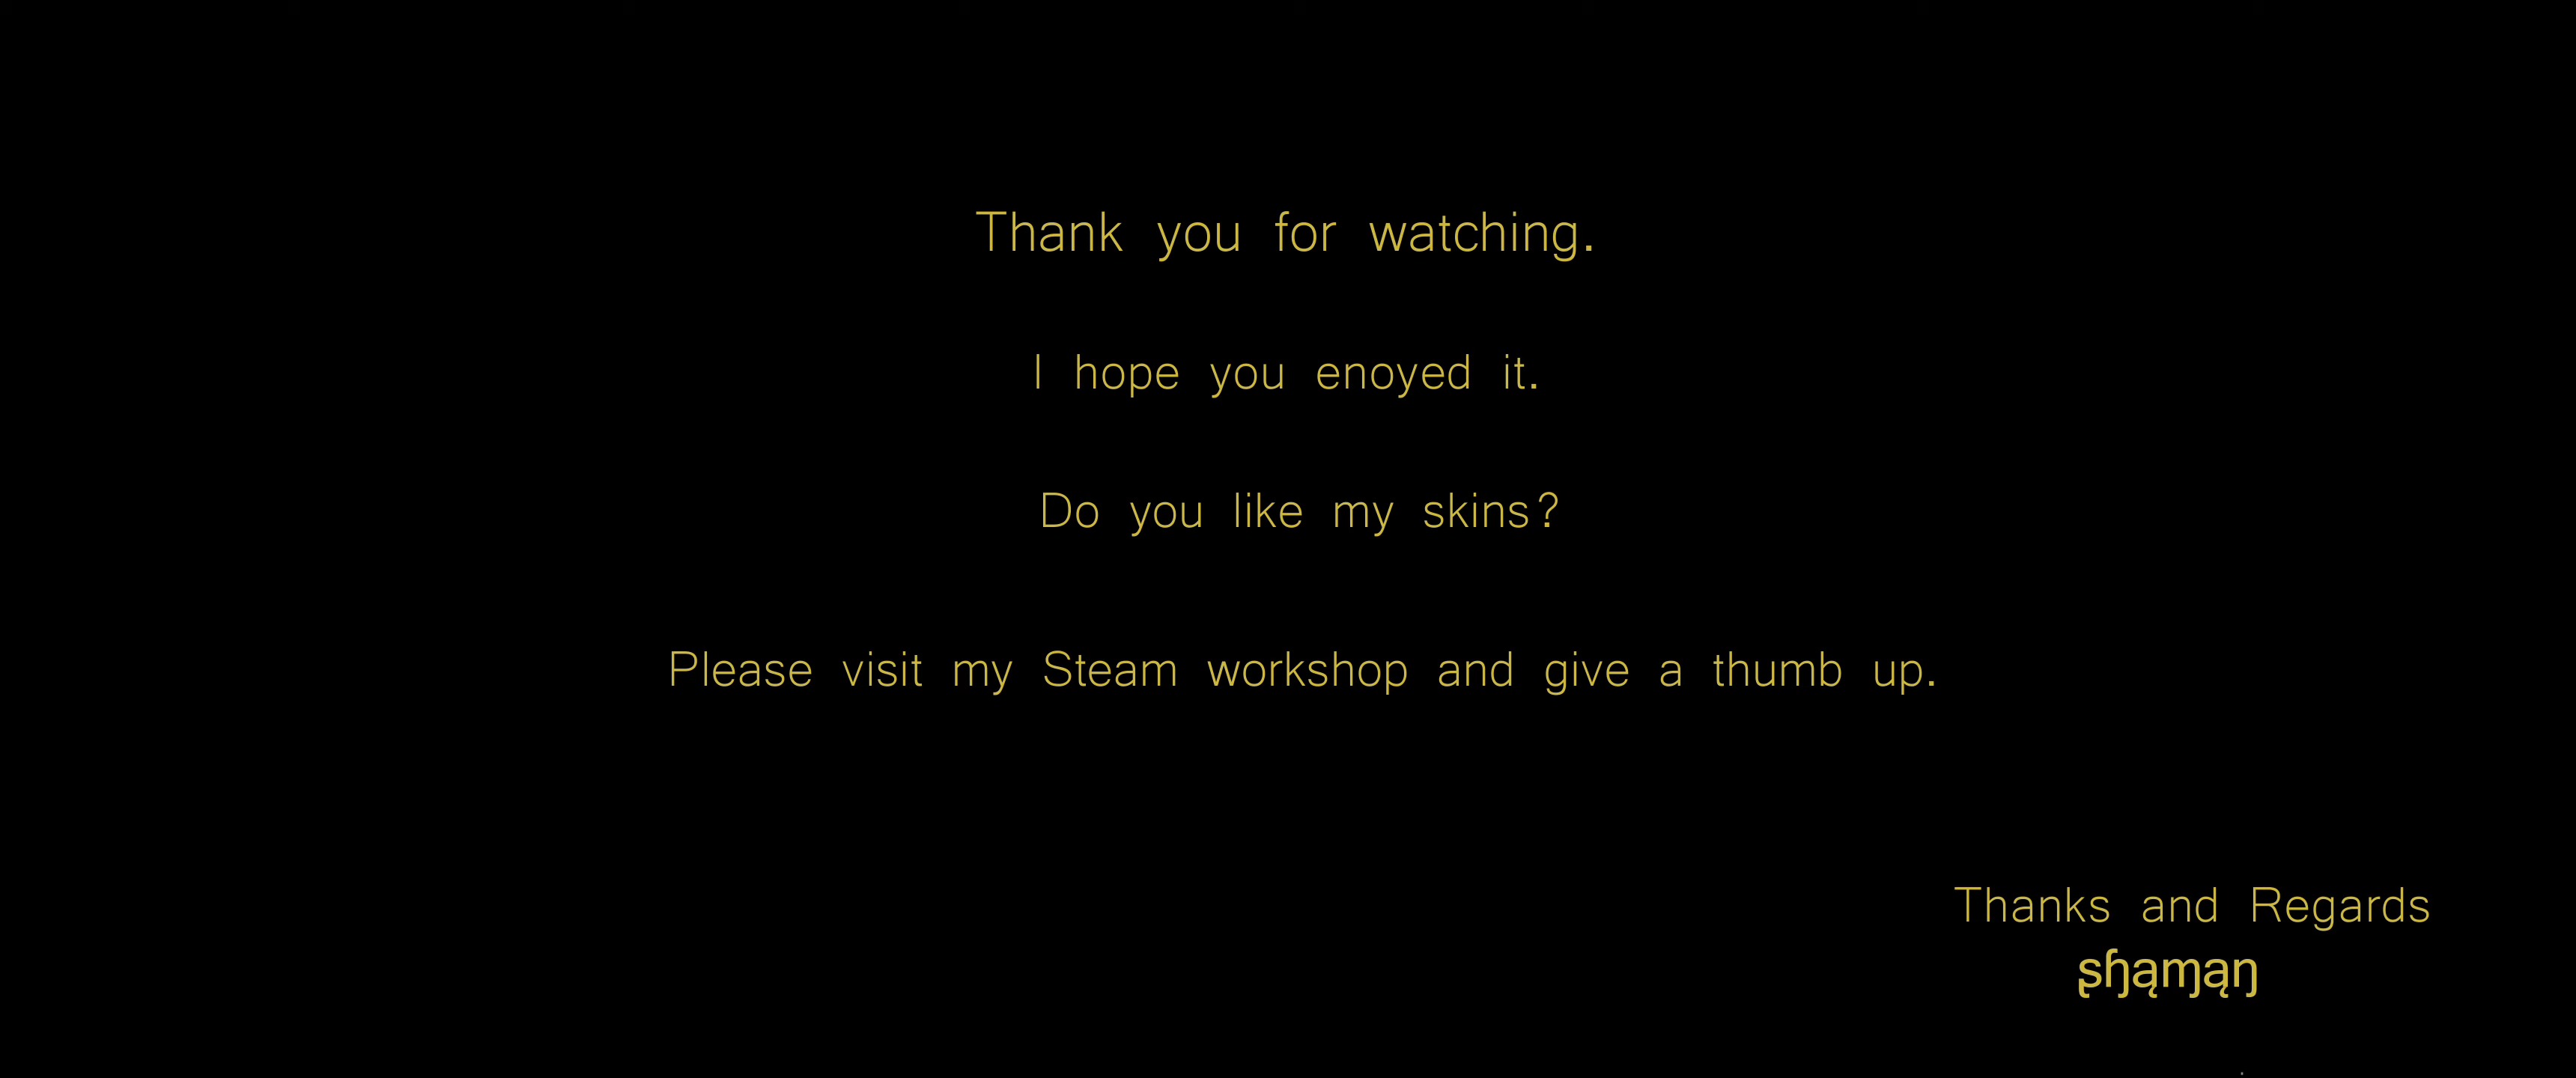 Thank you for watching.
I hope you enoyed it.
Do you like my skins?
Please visit my Steam workshop and give a thumb up.
Thanks and Regards
ʂɧąɱąŋ